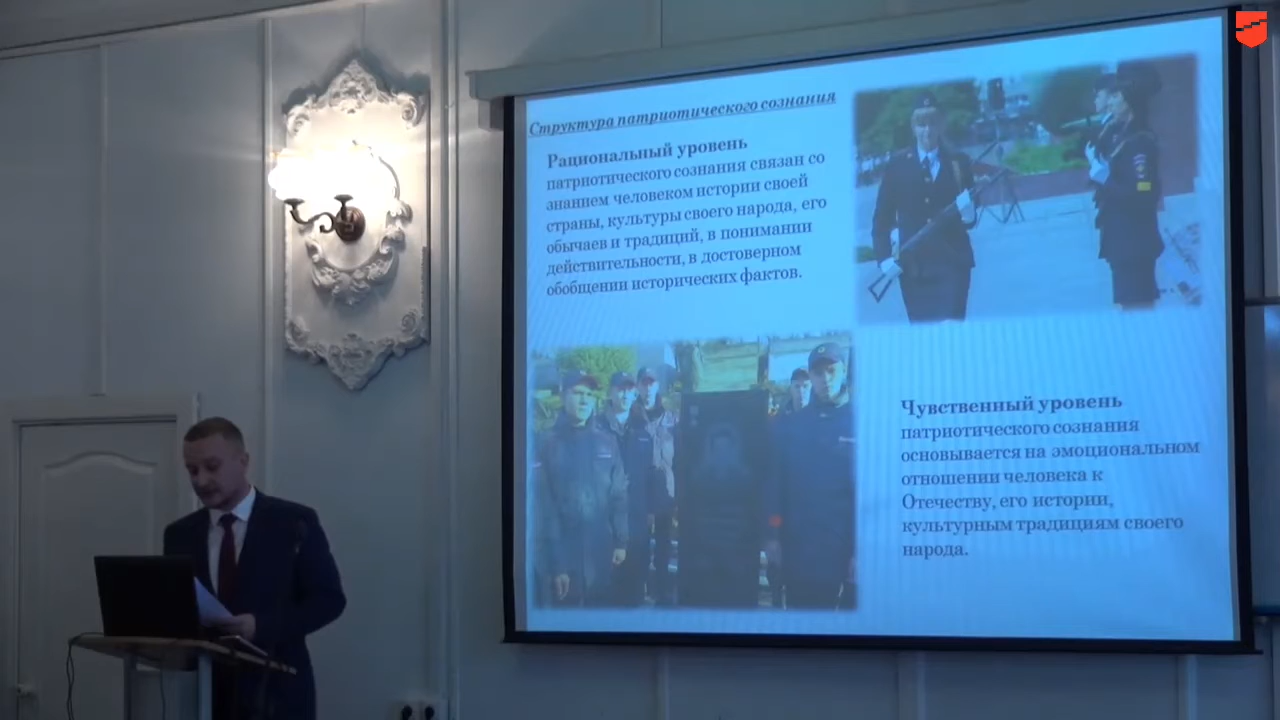 Структура патриотического сознания
Рациональный уровень
патриотического сознания связан со
знанием человеком истории своей
страны, культуры своего народа, его
обычаев и традиций, в понимании
действительности, в достоверном
обобщении исторических фактов.
Чувственный уровень
патриотического сознания
основывается на эмоциональном
отношении человека к
Отечеству, его истории,
культурным традициям своего
народа.